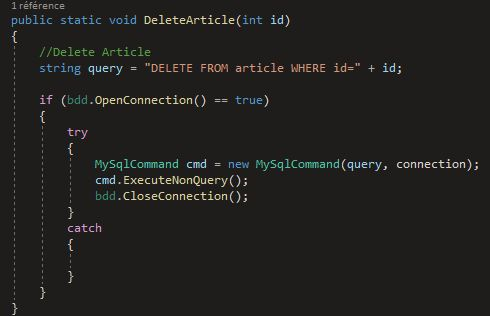 1 référence
public static void DeleteArticle(int id)
{
//Delete Article
string query = "DELETE FROM article WHERE id=" + id;
if (bdd.OpenConnection() == true)
{
try
{
MySqlCommand cmd = new MySqlCommand(query, connection);
cmd.ExecuteNonQuery();
bdd.CloseConnection();
}
catch
{
}
}
}